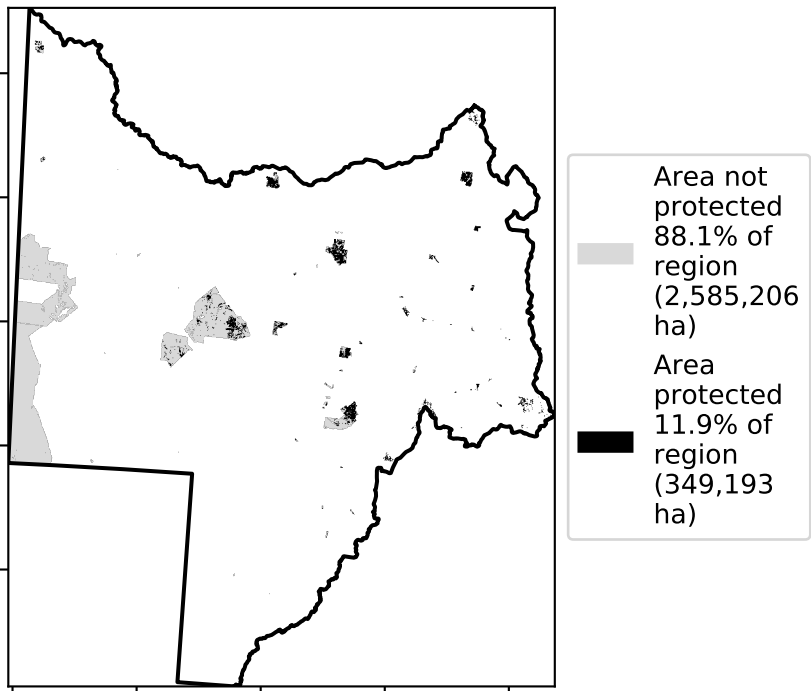 Area not
protected
88.1% of
region
(2,585,206
ha)
Area
protected
11.9% of
region
(349,193
ha)